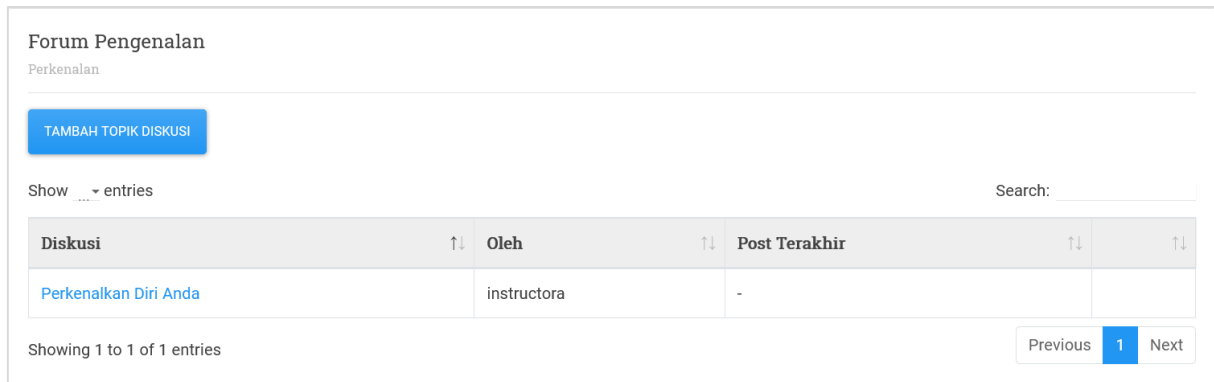 Forum Pengenalan
Perkenalan
TAMBAH TOPIK DISKUSI
Show ... entries Search:
Diskusi Oleh Post Terakhir
Perkenalkan Diri Anda instructora -
Showing 1 to 1 of 1 entries Previous 1 Next